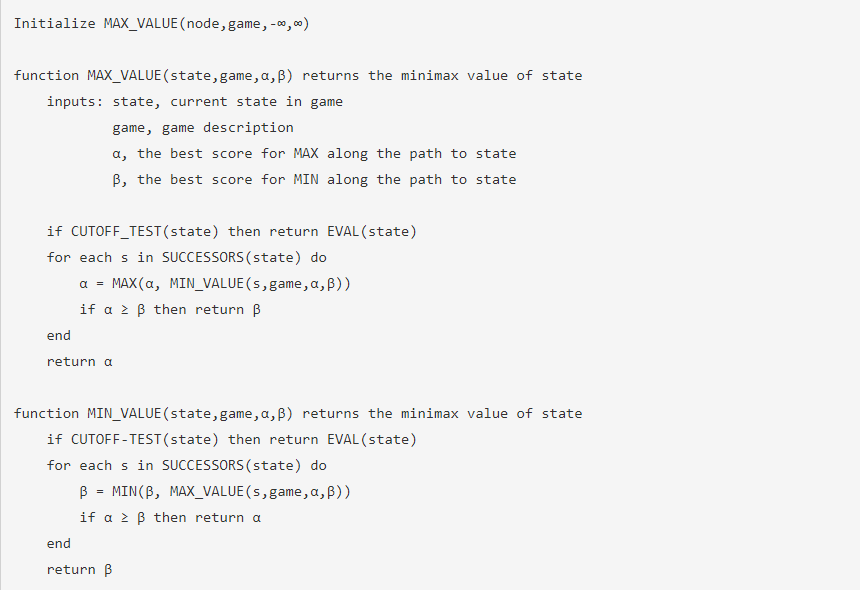 Initialize MAX_VALUE(node,game,-∞,∞)
function MAX_VALUE(state,game,α,β) returns the minimax value of state
inputs: state, current state in game
game, game description
α, the best score for MAX along the path to state
β, the best score for MIN along the path to state
if CUTOFF_TEST(state) then return EVAL(state)
for each s in SUCCESSORS(state) do
α = MAX(α, MIN_VALUE(s,game,α,β))
if α ≥ β then return β
end
return α
function MIN_VALUE(state,game,α,β) returns the minimax value of state
if CUTOFF-TEST(state) then return EVAL(state)
for each s in SUCCESSORS(state) do
β = MIN(β, MAX_VALUE(s,game,α,β))
if α ≥ β then return α
end
return β